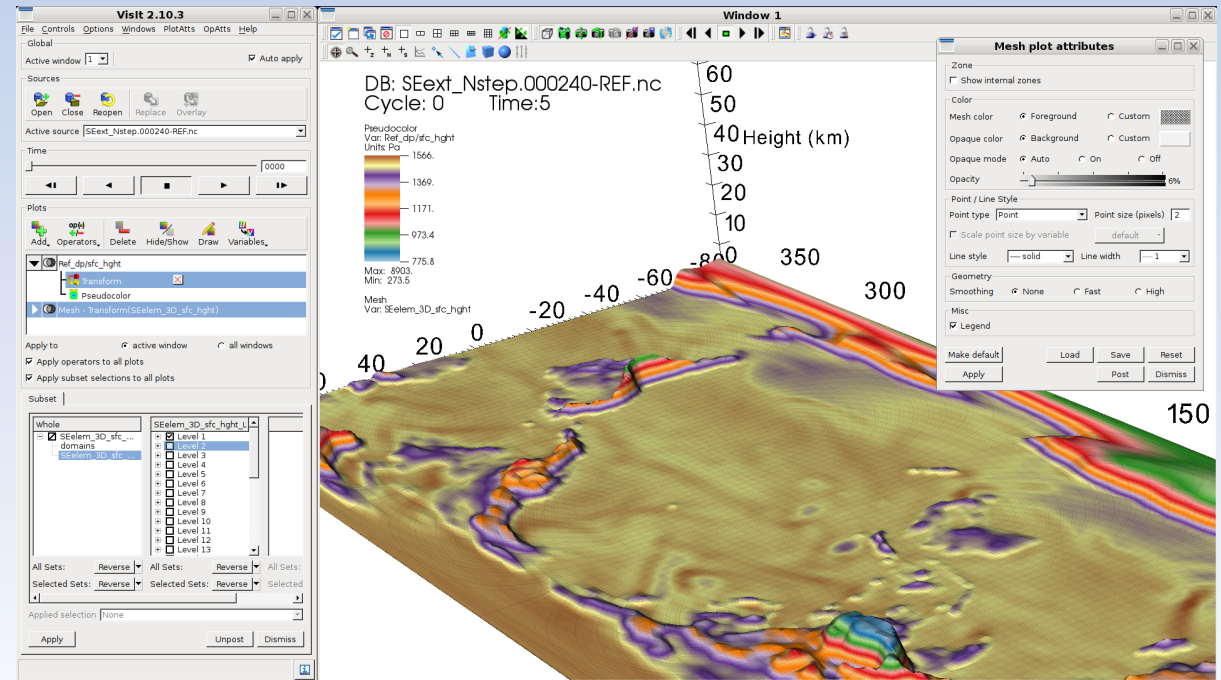 VisIt 2.10.3
File Controls Options Windows PlotAtts OpAtts Help
Global
Active window 1
Auto apply
Sources
Open Close Reopen Replace Overlay
Active source SEext_Nstep.000240-REF.nc
Time
0000
Plots
Add Operators Delete Hide/Show Draw Variables
Ref_dp/sfc_hght
Transform
Pseudocolor
Mesh - Transform(SEelem_3D_sfc_hght)
Apply to active window all windows
Apply operators to all plots
Apply subset selections to all plots
Subset
Whole
SEelem_3D_sfc_...
domains
SEelem_3D_sfc_...
SEelem_3D_sfc_hght_L
Level 1
Level 2
Level 3
Level 4
Level 5
Level 6
Level 7
Level 8
Level 9
Level 10
Level 11
Level 12
Level 13
All Sets: Reverse All Sets: Reverse All Sets:
Selected Sets: Reverse Selected Sets: Reverse Selected
Applied selection None
Apply Unpost Dismiss
Window 1
DB: SEext_Nstep.000240-REF.nc
Cycle: 0 Time:5
Pseudocolor
Var: Ref_dp/sfc_hght
Units: Pa
1566.
1369.
1171.
973.4
775.8
Max: 8903.
Min: 273.5
Mesh
Var: SEelem_3D_sfc_hght
60
50
40 Height (km)
30
20
10
0
-80
-60
-40
-20
0
20
40
350
300
150
Mesh plot attributes
Zone
Show internal zones
Color
Mesh color Foreground Custom
Opaque color Background Custom
Opaque mode Auto On Off
Opacity 6%
Point / Line Style
Point type Point Point size (pixels) 2
Scale point size by variable default
Line style solid Line width 1
Geometry
Smoothing None Fast High
Misc
Legend
Make default Load Save Reset
Apply Post Dismiss